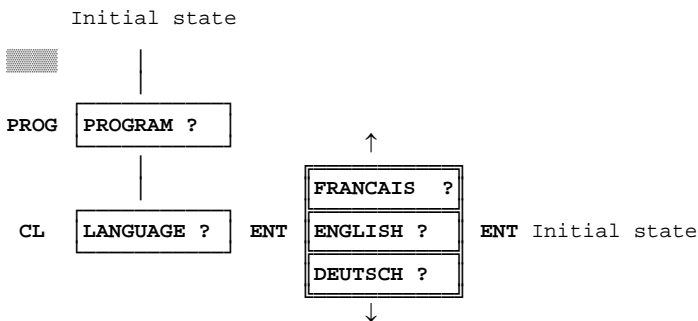 Initial state
PROG PROGRAM ?
↑
FRANCAIS ?
CL LANGUAGE ? ENT ENGLISH ? ENT Initial state
DEUTSCH ?
↓